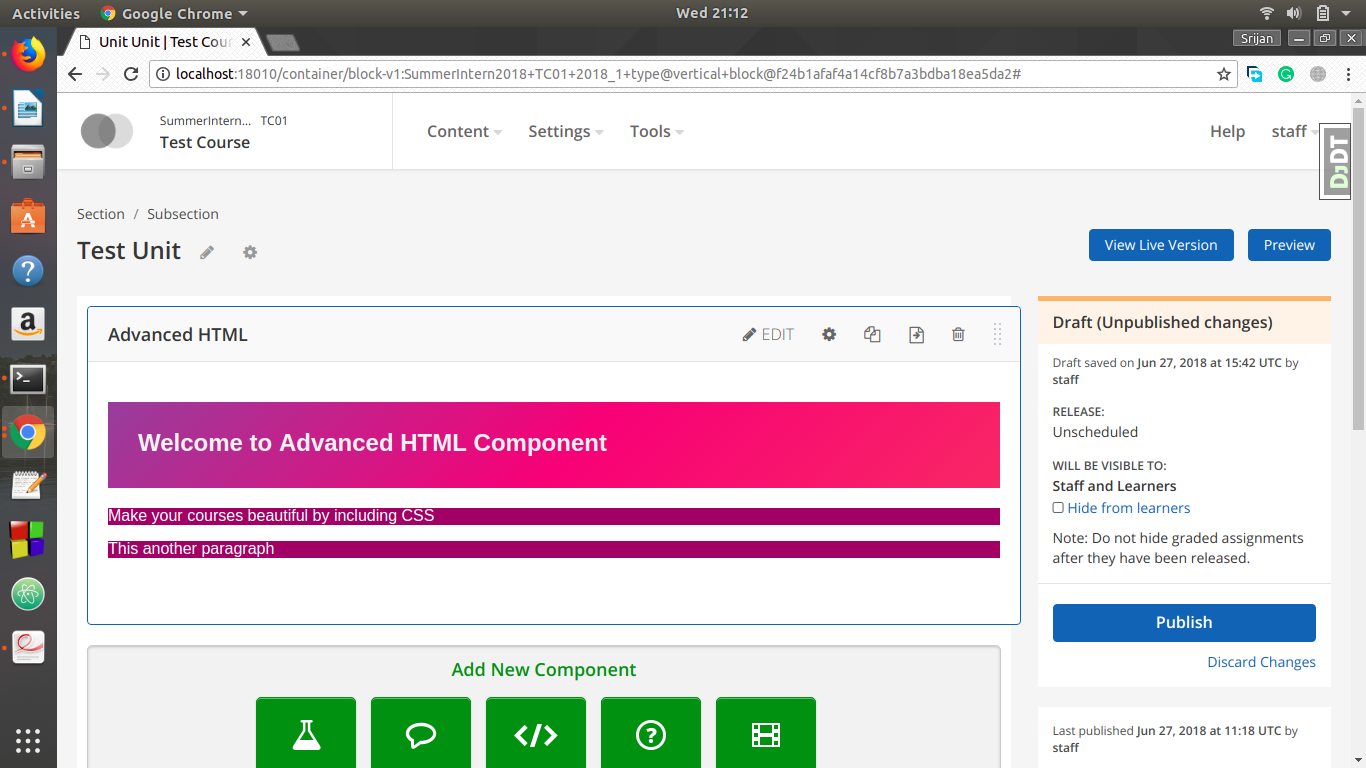 Activities Google Chrome Wed 21:12
Unit Unit | Test Cour Srijan
localhost:18010/container/block-v1:SummerIntern2018+TC01+2018_1+type@vertical+block@f24b1afaf4a14cf8b7a3bdba18ea5da2#
SummerIntern... TC01
Test Course
Content Settings Tools Help staff
DJDT
Section / Subsection
Test Unit
View Live Version Preview
Advanced HTML EDIT
Welcome to Advanced HTML Component
Make your courses beautiful by including CSS
This another paragraph
Add New Component
Draft (Unpublished changes)
Draft saved on Jun 27, 2018 at 15:42 UTC by
staff
RELEASE:
Unscheduled
WILL BE VISIBLE TO:
Staff and Learners
Hide from learners
Note: Do not hide graded assignments
after they have been released.
Publish
Discard Changes
Last published Jun 27, 2018 at 11:18 UTC by
staff